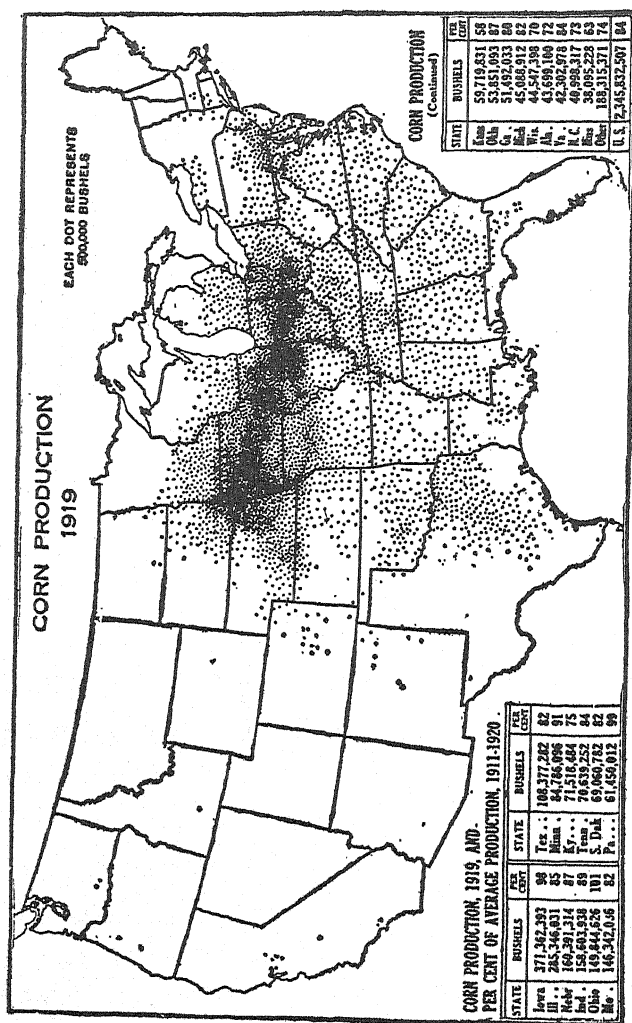 CORN PRODUCTION
1919
EACH DOT REPRESENTS
500,000 BUSHELS
CORN PRODUCTION, 1919, AND
PER CENT OF AVERAGE PRODUCTION, 1911-1920
STATE BUSHELS PER CENT STATE BUSHELS PER CENT
Iowa 371,362,393 98 Tex.. 108,377,282 82
Ill.. 285,346,031 85 Minn. 84,786,096 91
Nebr 160,391,314 87 Ky... 71,518,484 75
Ind. 158,603,938 89 Tenn. 70,639,252 84
Ohio 149,844,626 101 S. Dak 69,060,782 82
Mo. 146,342,036 82 Pa... 61,450,012 99
CORN PRODUCTION
(Continued)
STATE BUSHELS PER CENT
Kans 59,719,831 58
Okla 53,851,093 87
Ga. 51,492,033 80
Mich 45,088,912 82
Wis. 44,547,398 70
Ala. 43,699,100 72
Va. 42,302,978 84
N.C. 40,998,317 73
Miss 38,095,228 63
Other 188,315,371 74
U.S. 2,345,832,507 84